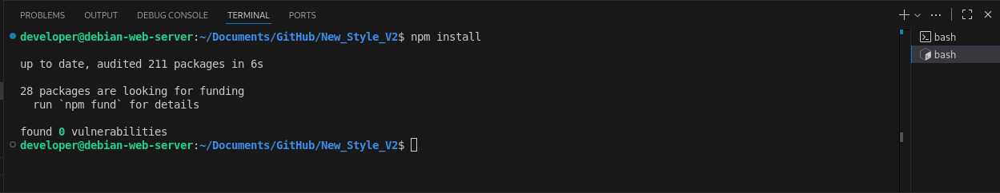 PROBLEMS OUTPUT DEBUG CONSOLE TERMINAL PORTS
developer@debian-web-server:~/Documents/GitHub/New_Style_V2$ npm install
up to date, audited 211 packages in 6s
28 packages are looking for funding
  run `npm fund` for details
found 0 vulnerabilities
developer@debian-web-server:~/Documents/GitHub/New_Style_V2$
bash
bash